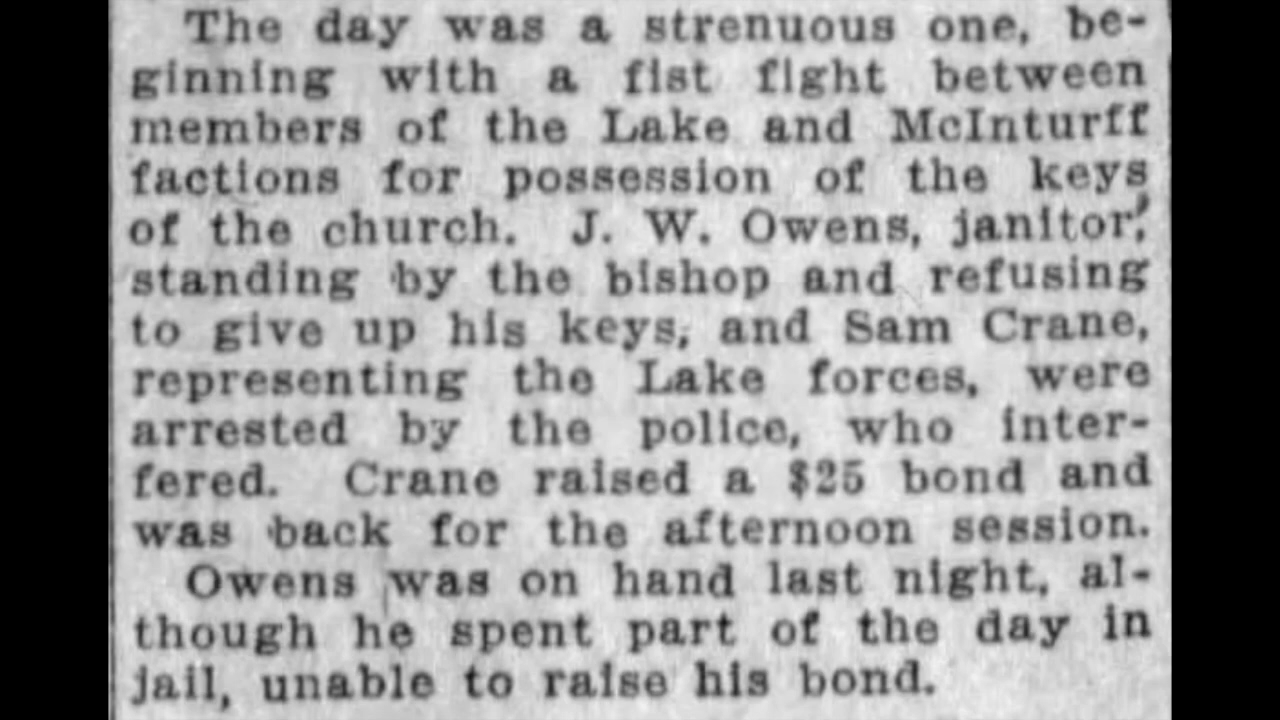 The day was a strenuous one, be-
ginning with a fist fight between
members of the Lake and McInturff
factions for possession of the keys
of the church. J. W. Owens, janitor,
standing by the bishop and refusing
to give up his keys, and Sam Crane,
representing the Lake forces, were
arrested by the police, who inter-
fered. Crane raised a $25 bond and
was back for the afternoon session.
Owens was on hand last night, al-
though he spent part of the day in
jail, unable to raise his bond.